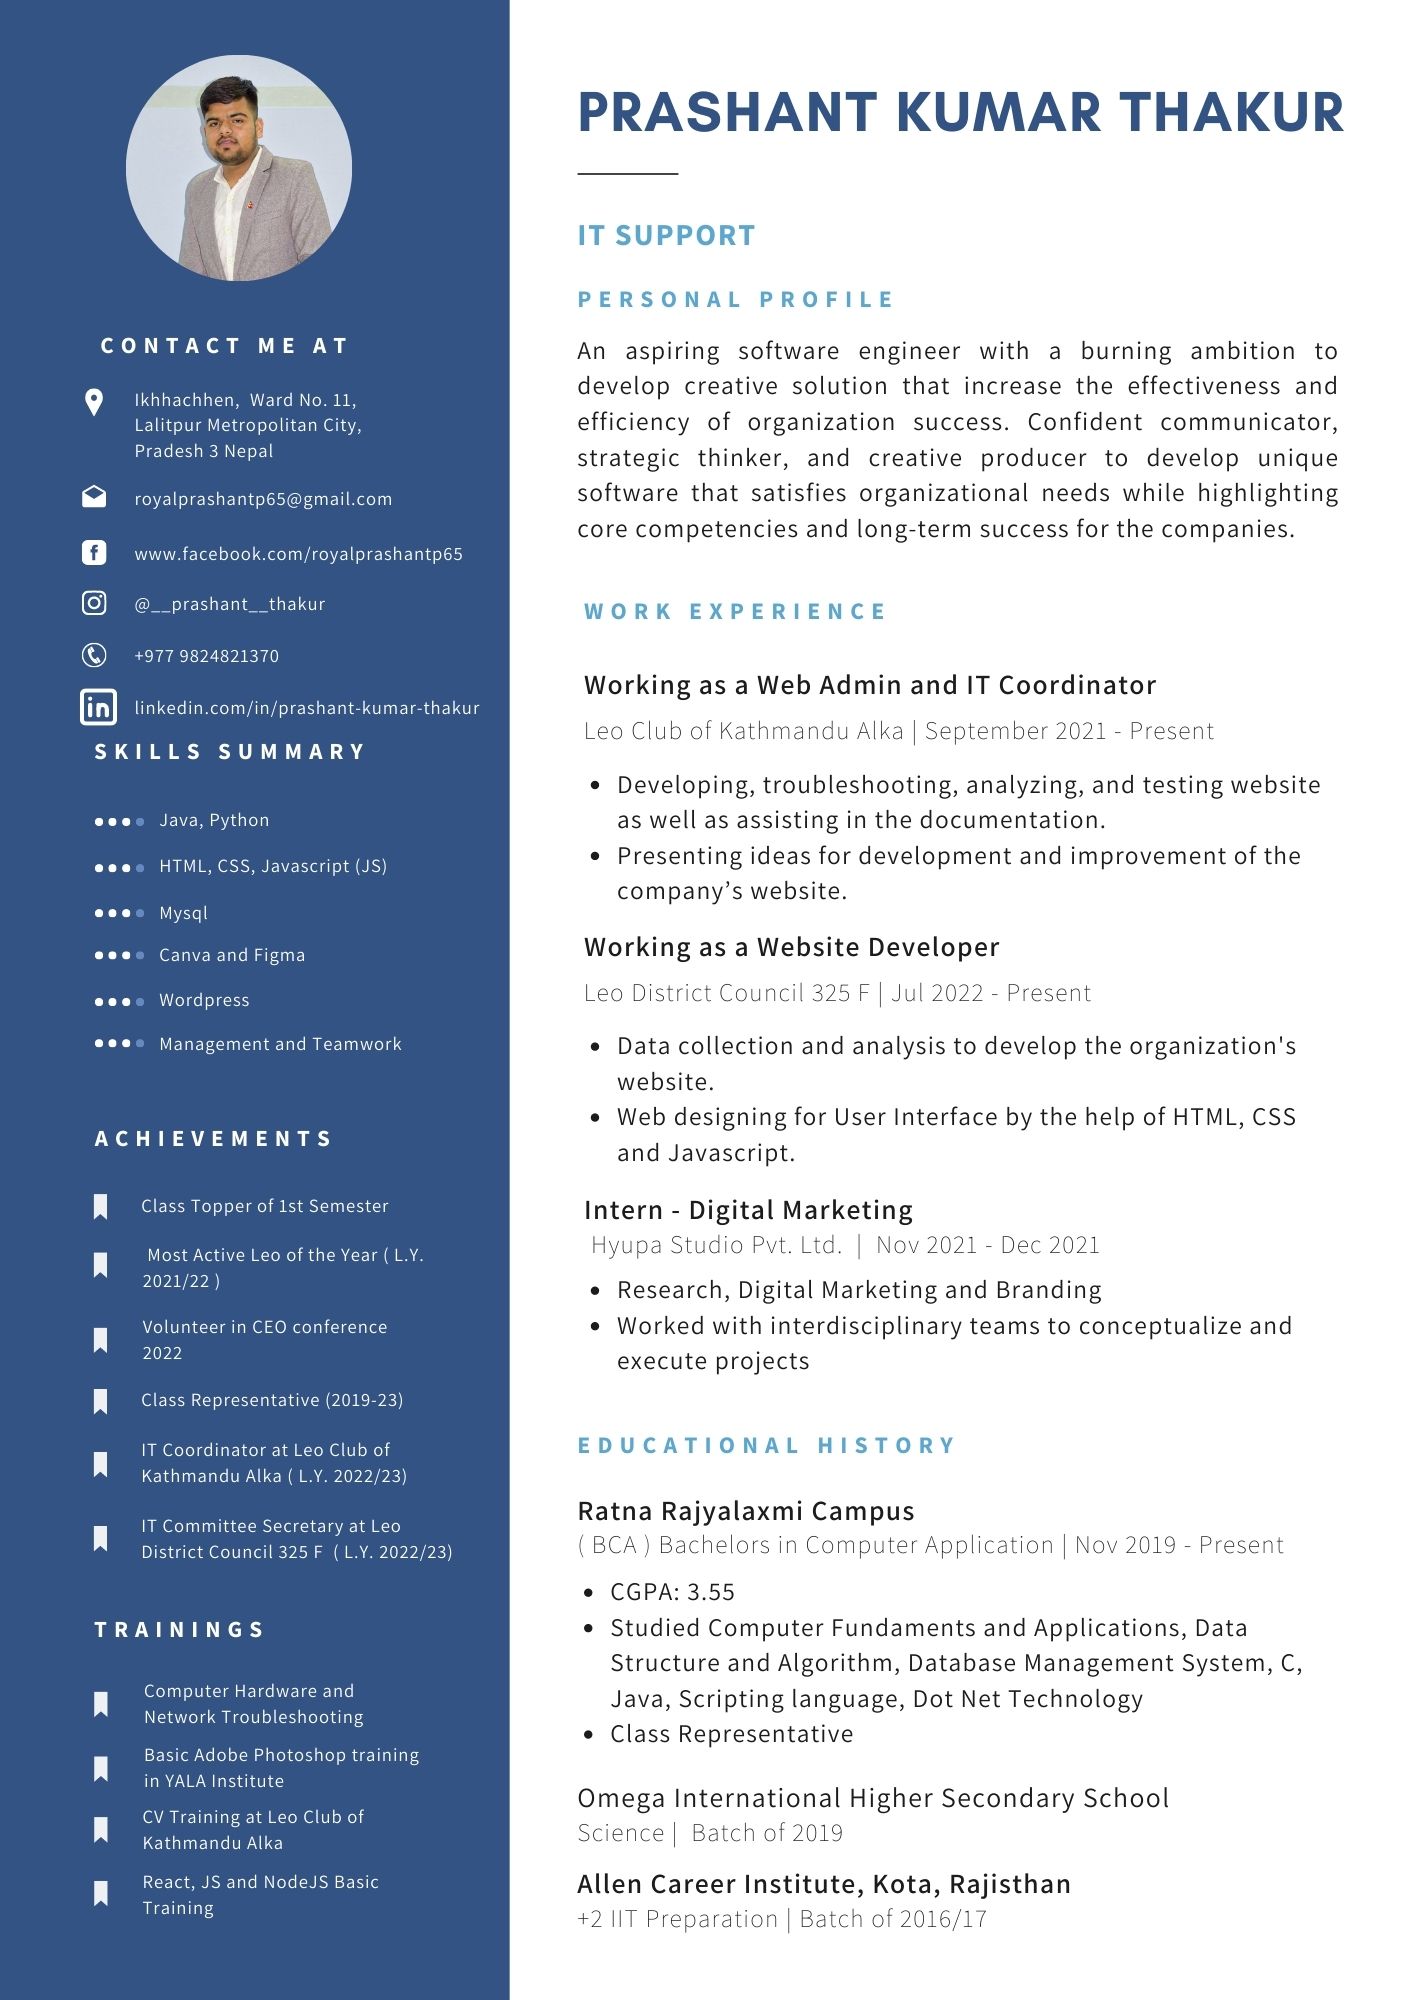 PRASHANT KUMAR THAKUR
IT SUPPORT
PERSONAL PROFILE
An aspiring software engineer with a burning ambition to
develop creative solution that increase the effectiveness and
efficiency of organization success. Confident communicator,
strategic thinker, and creative producer to develop unique
software that satisfies organizational needs while highlighting
core competencies and long-term success for the companies.
WORK EXPERIENCE
Working as a Web Admin and IT Coordinator
Leo Club of Kathmandu Alka | September 2021 - Present
• Developing, troubleshooting, analyzing, and testing website
as well as assisting in the documentation.
• Presenting ideas for development and improvement of the
company’s website.
Working as a Website Developer
Leo District Council 325 F | Jul 2022 - Present
• Data collection and analysis to develop the organization's
website.
• Web designing for User Interface by the help of HTML, CSS
and Javascript.
Intern - Digital Marketing
Hyupa Studio Pvt. Ltd. | Nov 2021 - Dec 2021
• Research, Digital Marketing and Branding
• Worked with interdisciplinary teams to conceptualize and
execute projects
EDUCATIONAL HISTORY
Ratna Rajyalaxmi Campus
( BCA ) Bachelors in Computer Application | Nov 2019 - Present
• CGPA: 3.55
• Studied Computer Fundaments and Applications, Data
Structure and Algorithm, Database Management System, C,
Java, Scripting language, Dot Net Technology
• Class Representative
Omega International Higher Secondary School
Science | Batch of 2019
Allen Career Institute, Kota, Rajisthan
+2 IIT Preparation | Batch of 2016/17
CONTACT ME AT
Ikhhachhen, Ward No. 11,
Lalitpur Metropolitan City,
Pradesh 3 Nepal
royalprashantp65@gmail.com
www.facebook.com/royalprashantp65
@__prashant__thakur
+977 9824821370
linkedin.com/in/prashant-kumar-thakur
SKILLS SUMMARY
Java, Python
HTML, CSS, Javascript (JS)
Mysql
Canva and Figma
Wordpress
Management and Teamwork
ACHIEVEMENTS
Class Topper of 1st Semester
Most Active Leo of the Year ( L.Y.
2021/22 )
Volunteer in CEO conference
2022
Class Representative (2019-23)
IT Coordinator at Leo Club of
Kathmandu Alka ( L.Y. 2022/23)
IT Committee Secretary at Leo
District Council 325 F ( L.Y. 2022/23)
TRAININGS
Computer Hardware and
Network Troubleshooting
Basic Adobe Photoshop training
in YALA Institute
CV Training at Leo Club of
Kathmandu Alka
React, JS and NodeJS Basic
Training